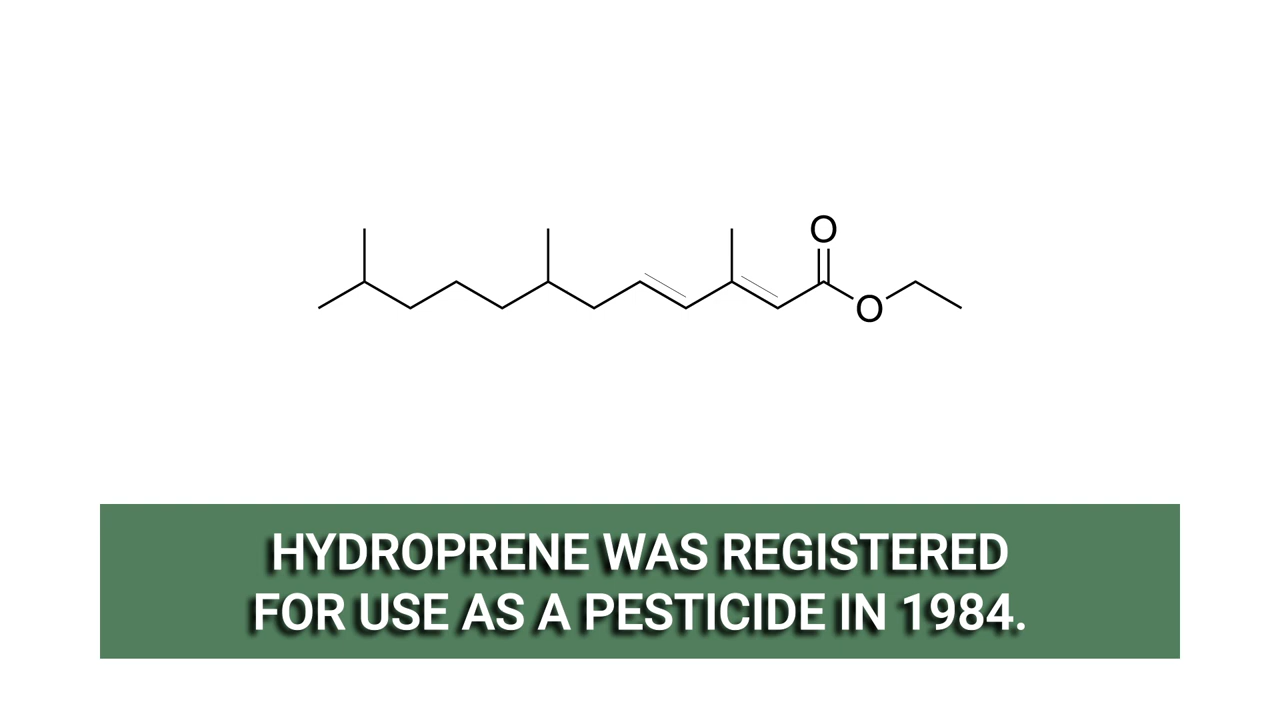 O
O
HYDROPRENE WAS REGISTERED
FOR USE AS A PESTICIDE IN 1984.